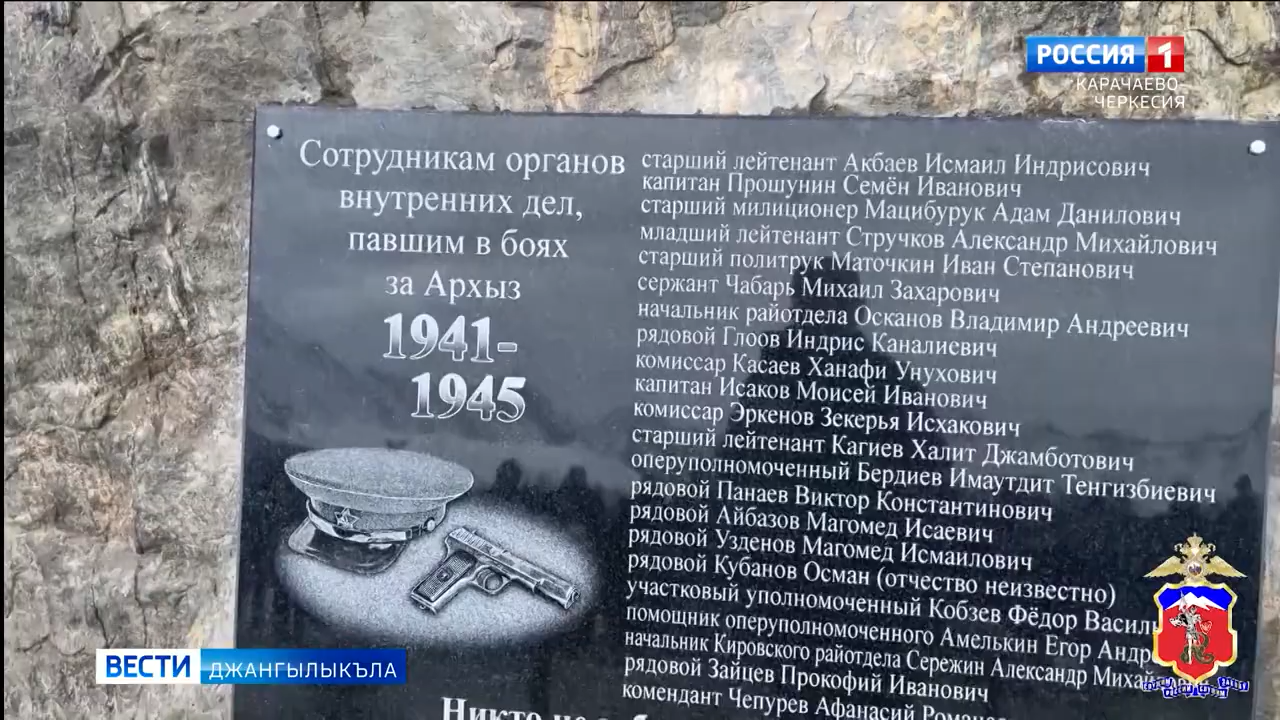 РОССИЯ 1
КАРАЧАЕВО-
ЧЕРКЕСИЯ
Сотрудникам органов
внутренних дел,
павшим в боях
за Архыз
1941-
1945
старший лейтенант Акбаев Исмаил Индрисович
капитан Прошунин Семён Иванович
старший милиционер Мацибурук Адам Данилович
младший лейтенант Стручков Александр Михайлович
старший политрук Маточкин Иван Степанович
сержант Чабарь Михаил Захарович
начальник райотдела Осканов Владимир Андреевич
рядовой Глоов Индрис Каналиевич
комиссар Касаев Ханафи Унухович
капитан Исаков Моисей Иванович
комиссар Эркенов Зекерья Исхакович
старший лейтенант Кагиев Халит Джамботович
оперуполномоченный Бердиев Имаутдит Тенгизбиевич
рядовой Панаев Виктор Константинович
рядовой Айбазов Магомед Исаевич
рядовой Узденов Магомед Исмаилович
рядовой Кубанов Осман (отчество неизвестно)
участковый уполномоченный Кобзев Фёдор Васил
помощник оперуполномоченного Амелькин Егор Андр
начальник Кировского райотдела Сережин Александр Миха
рядовой Зайцев Прокофий Иванович
комендант Чепурев Афанасий
Никто
ВЕСТИ ДЖАНГЫЛЫКЪЛА